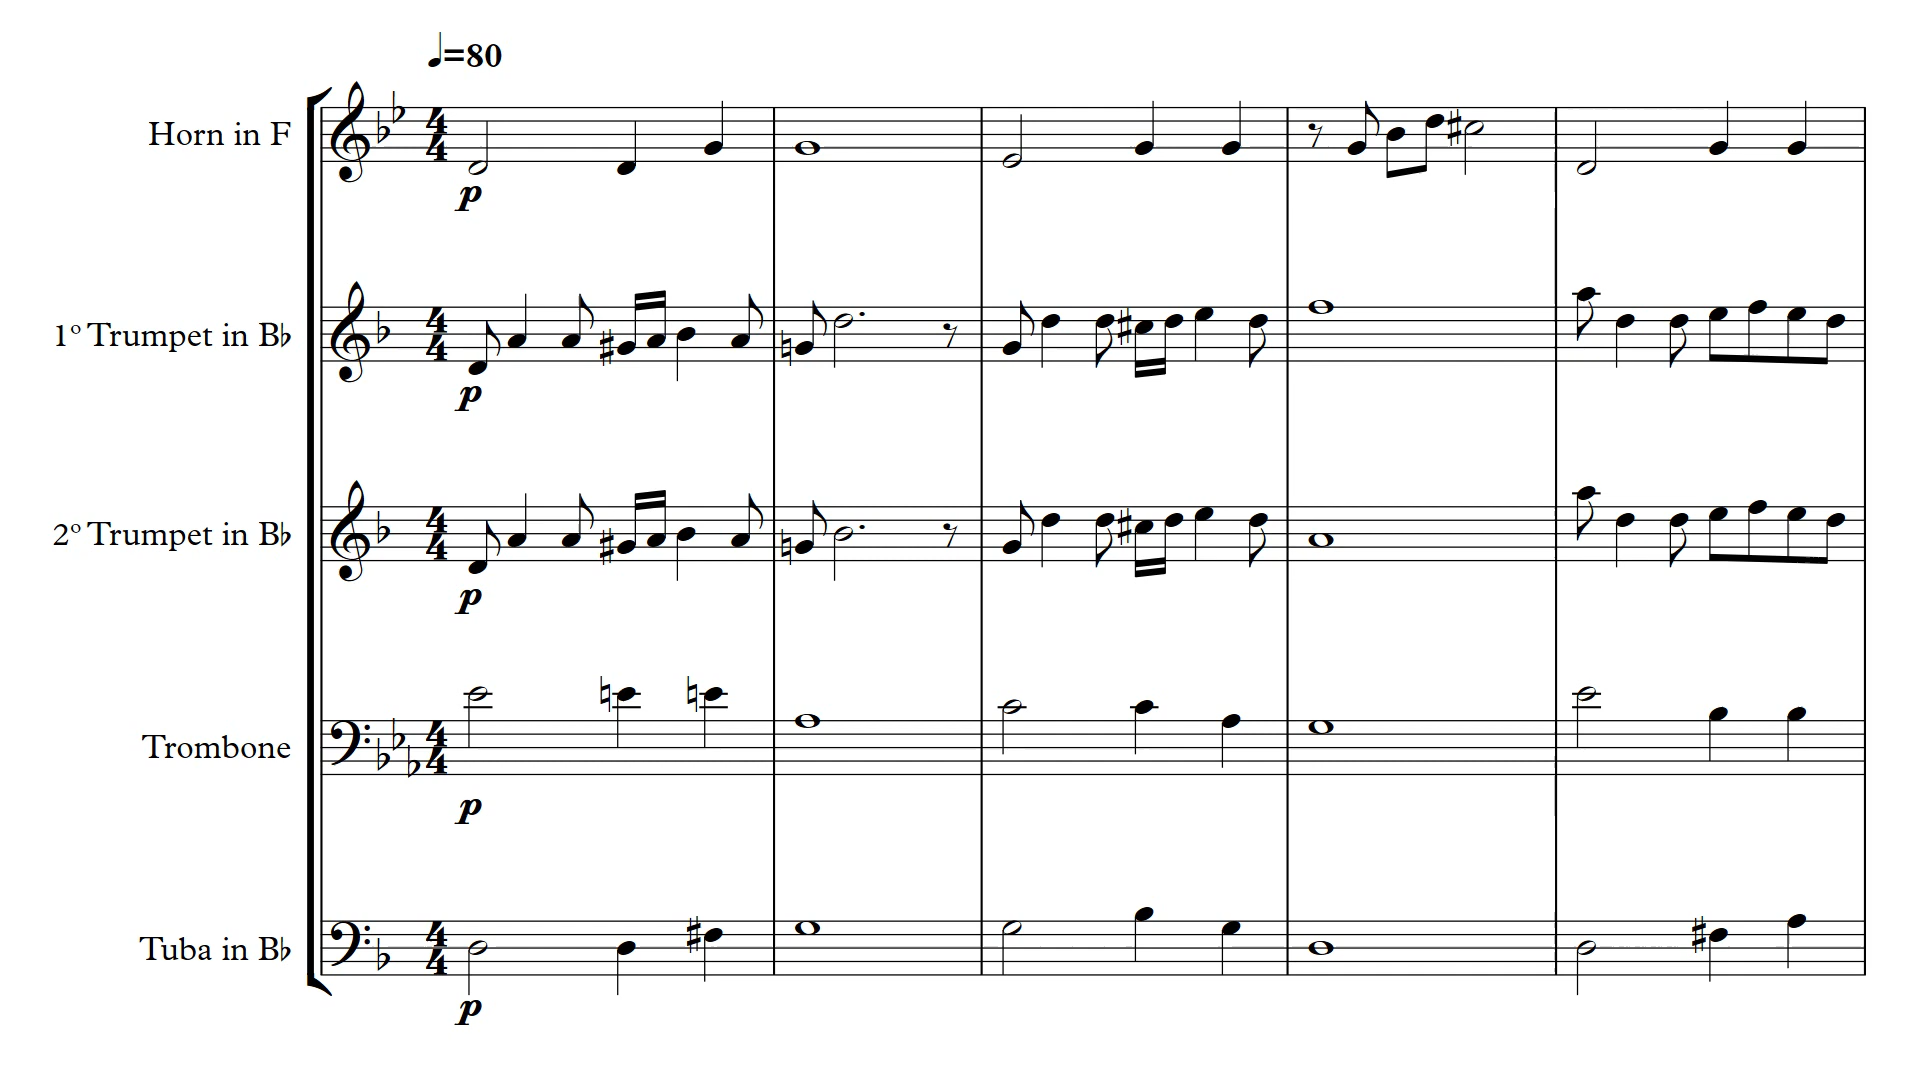 ♩=80
Horn in F
p
1º Trumpet in B♭
p
2º Trumpet in B♭
p
Trombone
p
Tuba in B♭
p